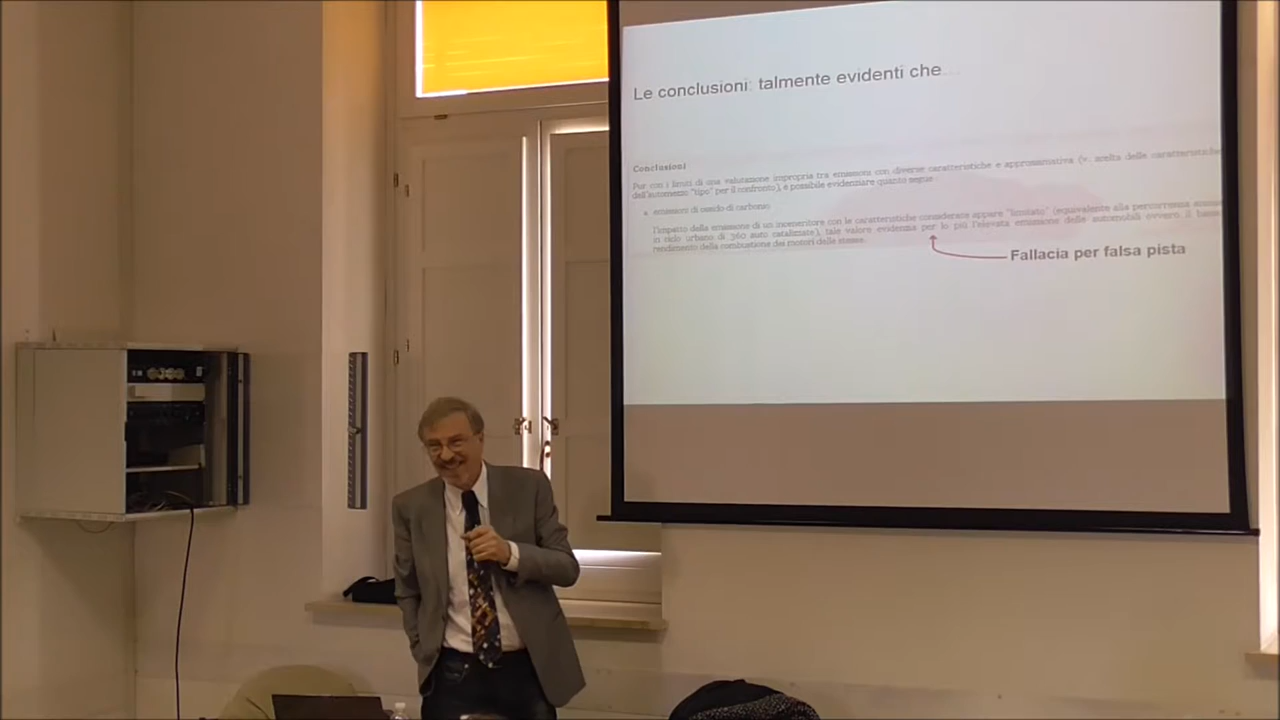 Le conclusioni: talmente evidenti che...
Conclusioni
Pur con i limiti di una valutazione impropria tra emissioni con diverse caratteristiche e approssimativa (v. scelta delle caratteristiche
dell'automezzo "tipo" per il confronto), è possibile evidenziare quanto segue
emissioni di ossido di carbonio
l'impatto della emissione di un inceneritore con le caratteristiche considerate appare "limitato" (equivalente alla percorrenza
in ciclo urbano di 360 auto catalizzate), tale valore evidenzia per lo più l'elevata emissione delle automobili ovvero il basso
rendimento della combustione dei motori delle stesse.
Fallacia per falsa pista